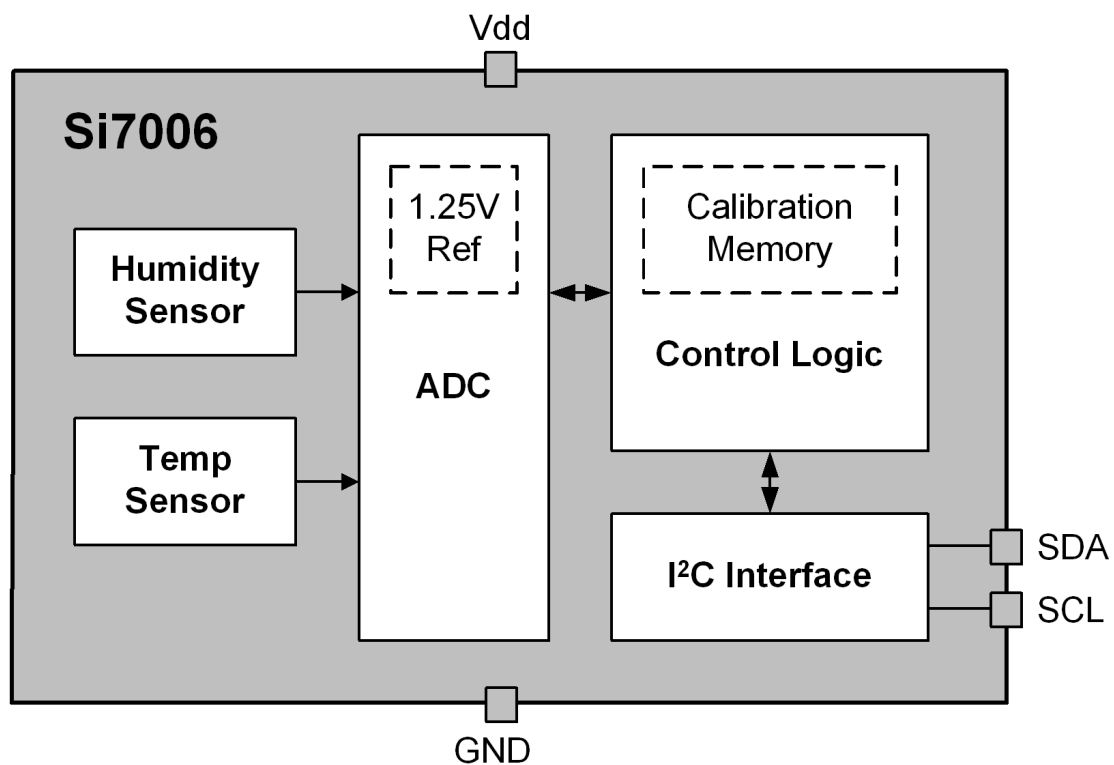 Vdd
Si7006
1.25V
Ref
Calibration
Memory
Humidity
Sensor
Control Logic
ADC
Temp
Sensor
I²C Interface
SDA
SCL
GND